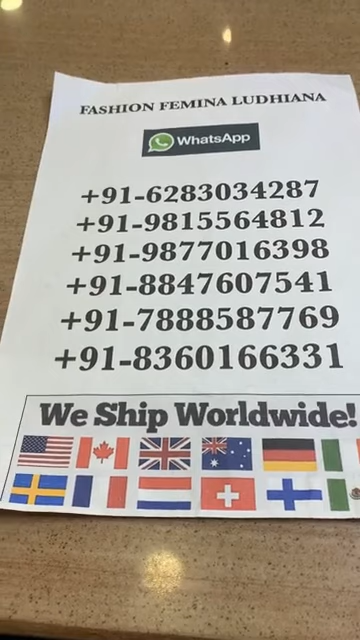 FASHION FEMINA LUDHIANA
WhatsApp
+91-6283034287
+91-9815564812
+91-9877016398
+91-8847607541
+91-7888587769
+91-8360166331
We Ship Worldwide!